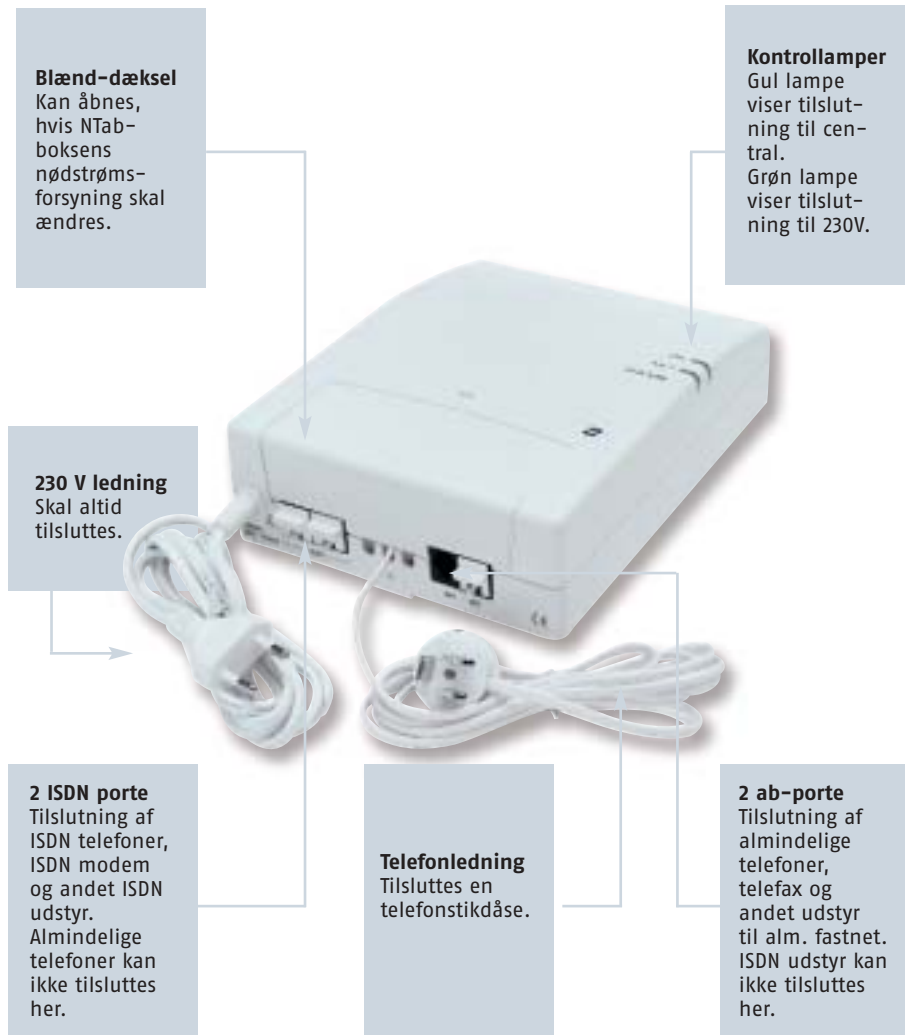 Blænd-dæksel
Kan åbnes,
hvis NTab-
boksens
nødstrøms-
forsyning skal
ændres.
Kontrollamper
Gul lampe
viser tilslut-
ning til cen-
tral.
Grøn lampe
viser tilslut-
ning til 230V.
230 V ledning
Skal altid
tilsluttes.
2 ISDN porte
Tilslutning af
ISDN telefoner,
ISDN modem
og andet ISDN
udstyr.
Almindelige
telefoner kan
ikke tilsluttes
her.
Telefonledning
Tilsluttes en
telefonstikdåse.
2 ab-porte
Tilslutning af
almindelige
telefoner,
telefax og
andet udstyr
til alm. fastnet.
ISDN udstyr kan
ikke tilsluttes
her.